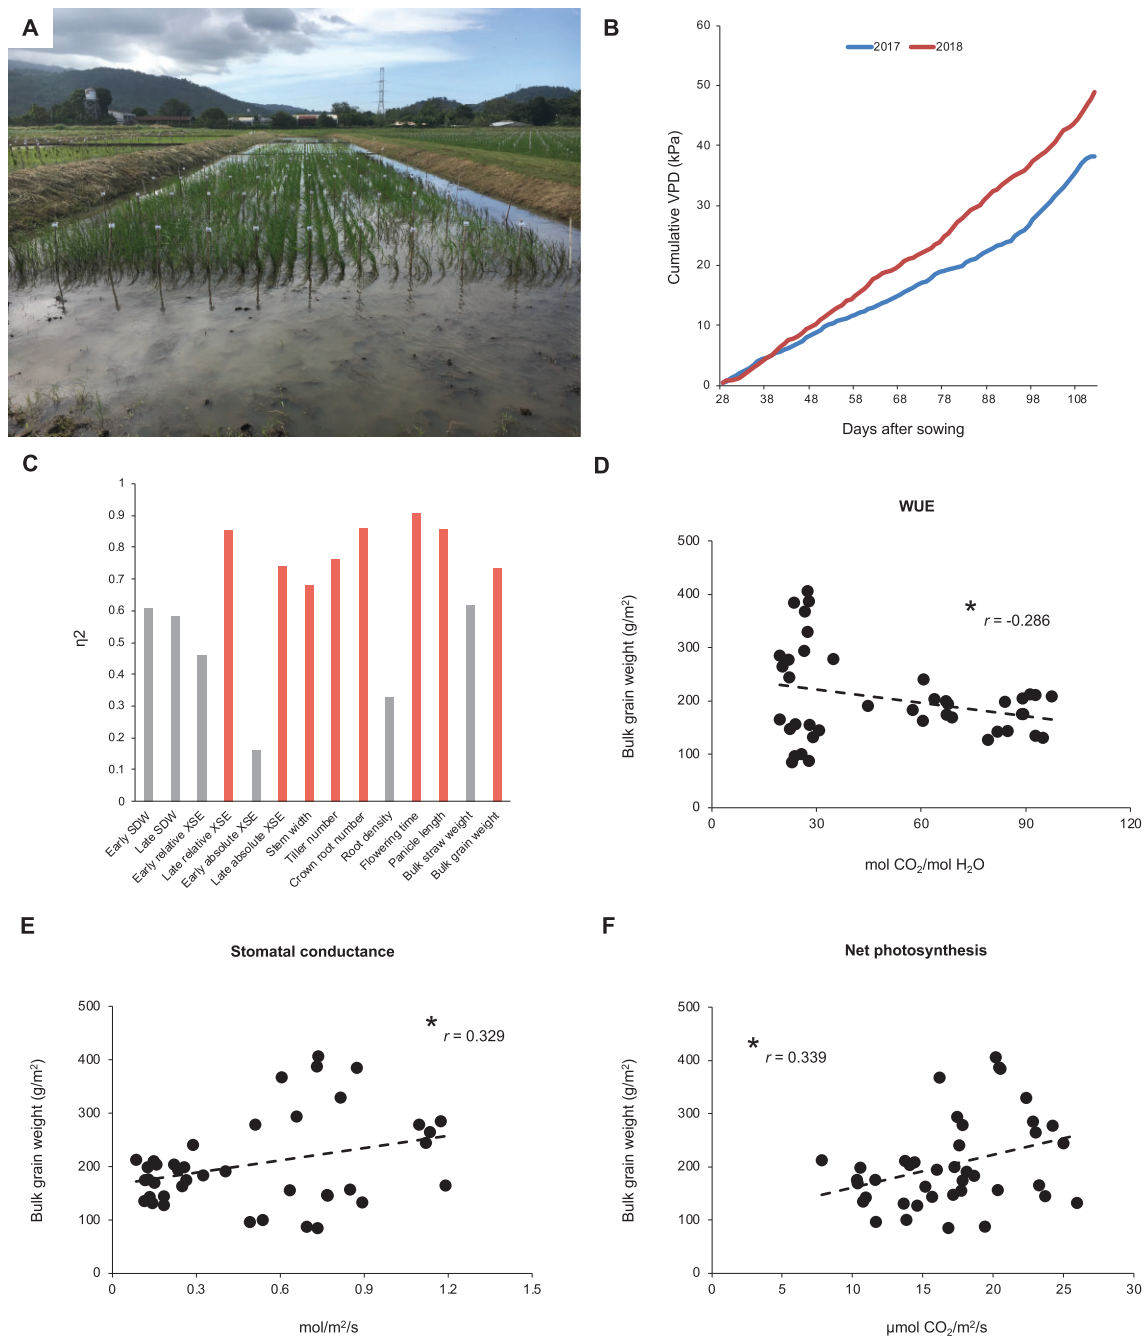 A
B
60
50
40
30
20
10
0
Cumulative VPD (kPa)
2017
2018
28 38 48 58 68 78 88 98 108
Days after sowing
C
1
0.9
0.8
0.7
0.6
0.5
0.4
0.3
0.2
0.1
0
η2
Early SDW
Late SDW
Early relative XSE
Late relative XSE
Early absolute XSE
Late absolute XSE
Stem width
Tiller number
Crown root number
Root density
Flowering time
Panicle length
Bulk straw weight
Bulk grain weight
D
WUE
500
400
300
200
100
0
Bulk grain weight (g/m²)
*
r = -0.286
0 30 60 90 120
mol CO₂/mol H₂O
E
Stomatal conductance
500
400
300
200
100
0
Bulk grain weight (g/m²)
*
r = 0.329
0 0.3 0.6 0.9 1.2 1.5
mol/m²/s
F
Net photosynthesis
500
400
300
200
100
0
Bulk grain weight (g/m²)
*
r = 0.339
0 5 10 15 20 25 30
µmol CO₂/m²/s